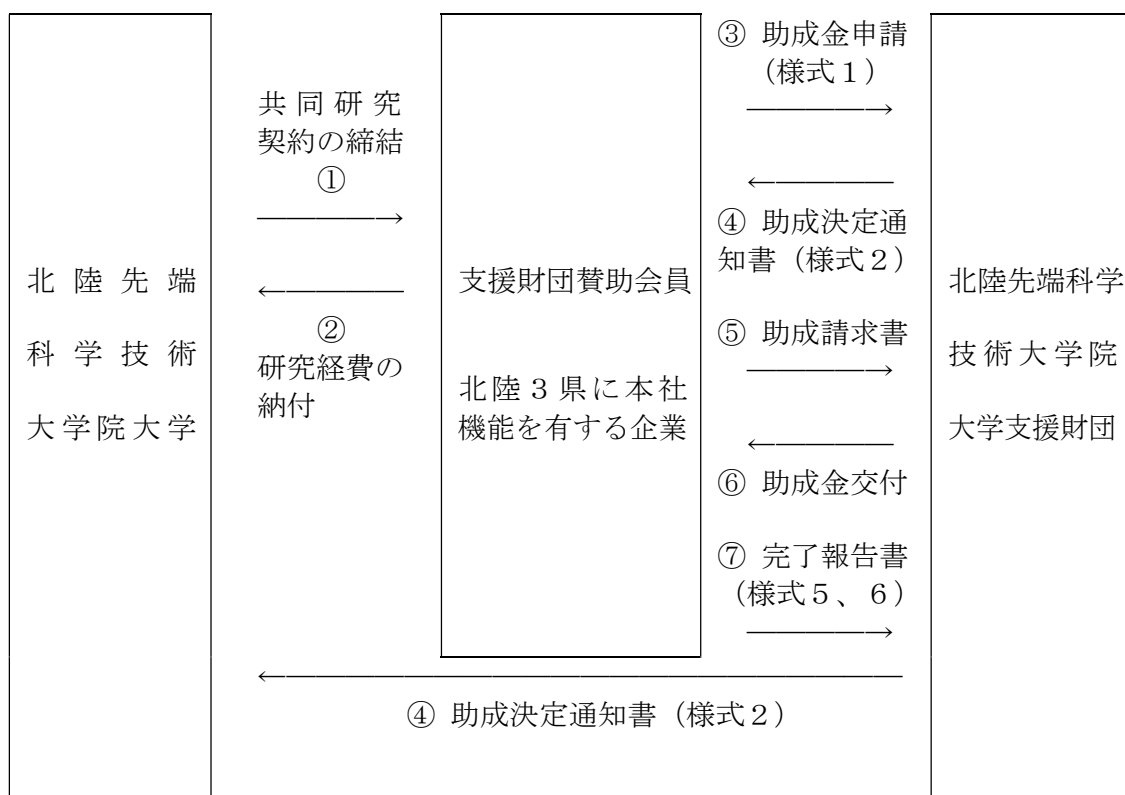 北陸先端
科学技術
大学院大学
共同研究
契約の締結
①
————→
←————
②
研究経費の
納付
支援財団賛助会員
北陸３県に本社
機能を有する企業
③ 助成金申請
（様式１）
————→
←————
④ 助成決定通
知書（様式２）
⑤ 助成請求書
————→
←————
⑥ 助成金交付
⑦ 完了報告書
（様式５、６）
————→
北陸先端科学
技術大学院
大学支援財団
←—————————————————————
④ 助成決定通知書（様式２）